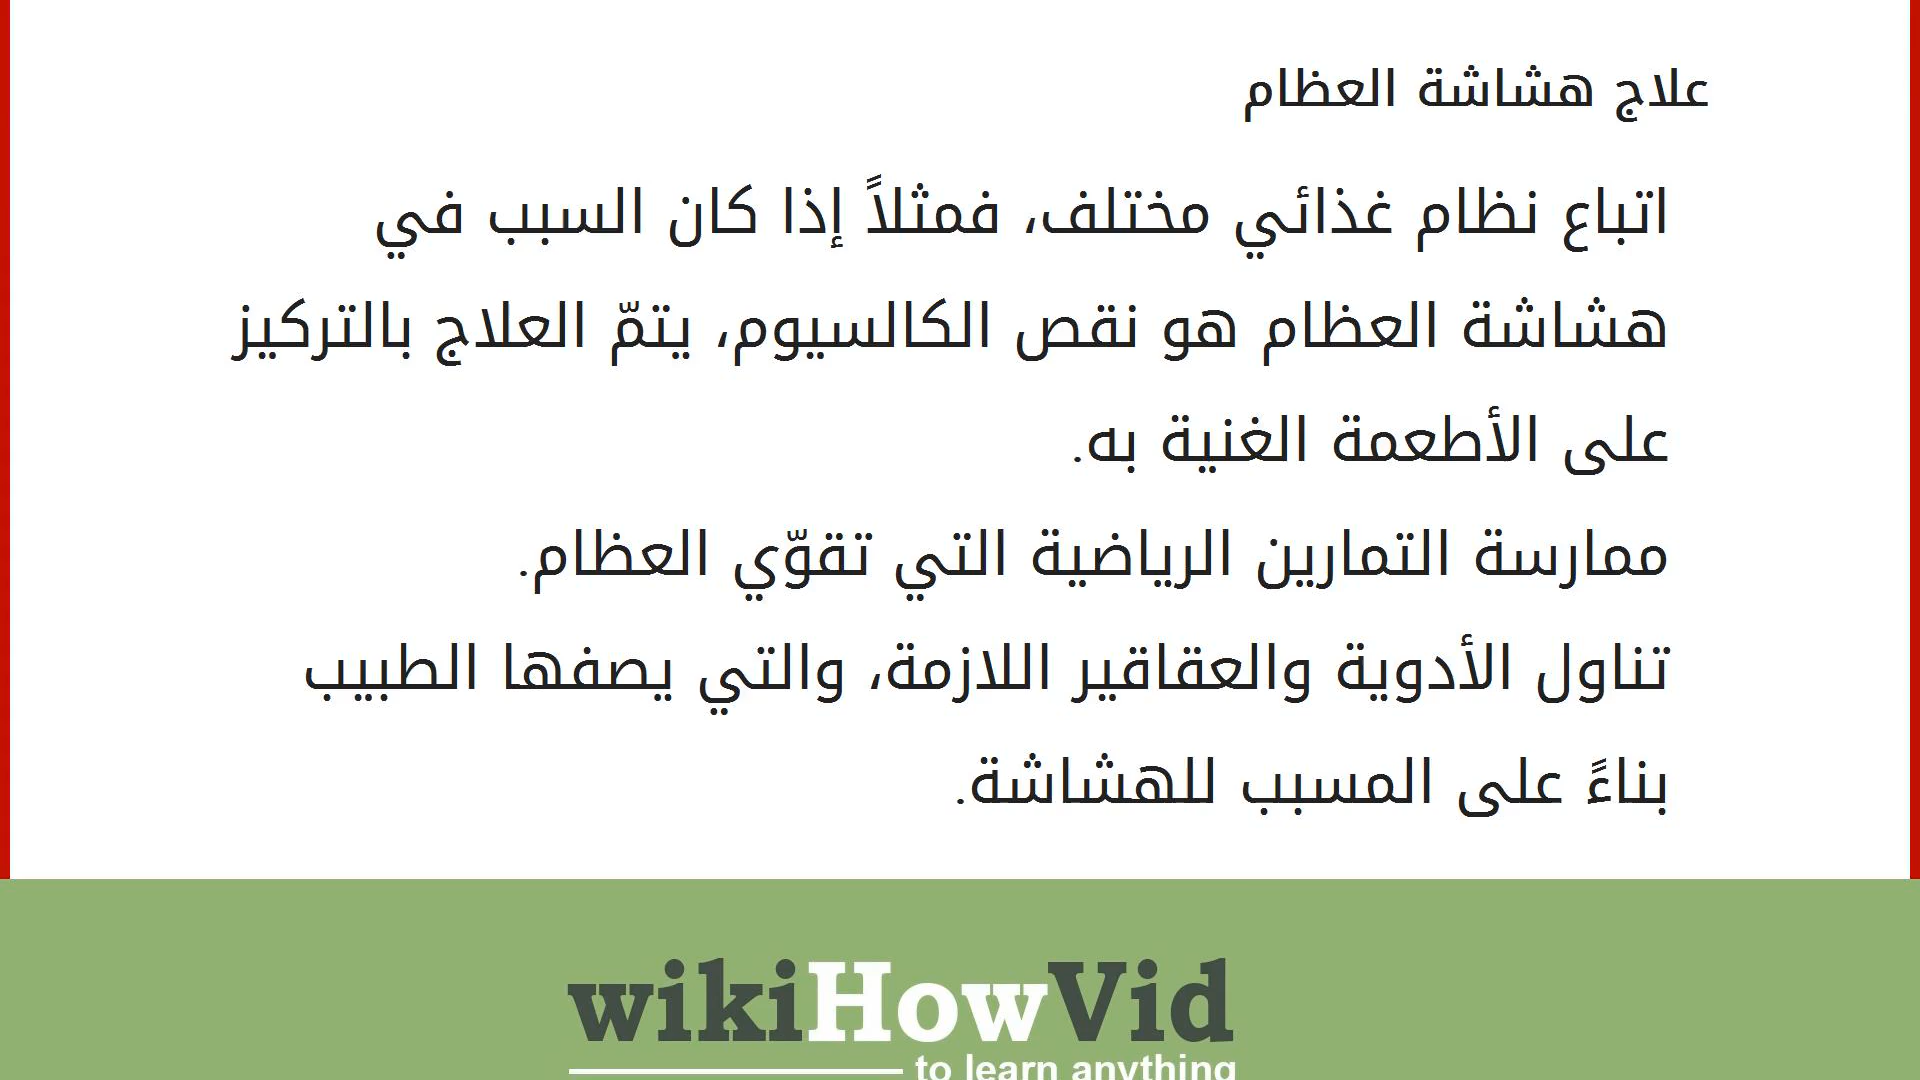 علاج هشاشة العظام
اتباع نظام غذائي مختلف، فمثلاً إذا كان السبب في
هشاشة العظام هو نقص الكالسيوم، يتمّ العلاج بالتركيز
على الأطعمة الغنية به.
ممارسة التمارين الرياضية التي تقوّي العظام.
تناول الأدوية والعقاقير اللازمة، والتي يصفها الطبيب
بناءً على المسبب للهشاشة.
wikiHowVid
to learn anything